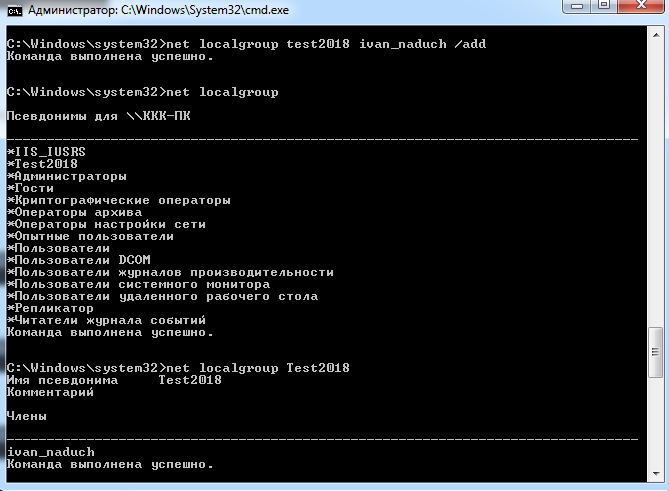 Администратор: C:\Windows\System32\cmd.exe
C:\Windows\system32>net localgroup test2018 ivan_naduch /add
Команда выполнена успешно.
C:\Windows\system32>net localgroup
Псевдонимы для \\ККК-ПК
-------------------------------------------------------------------------------
*IIS_IUSRS
*Test2018
*Администраторы
*Гости
*Криптографические операторы
*Операторы архива
*Операторы настройки сети
*Опытные пользователи
*Пользователи
*Пользователи DCOM
*Пользователи журналов производительности
*Пользователи системного монитора
*Пользователи удаленного рабочего стола
*Репликатор
*Читатели журнала событий
Команда выполнена успешно.
C:\Windows\system32>net localgroup Test2018
Имя псевдонима     Test2018
Комментарий
Члены
-------------------------------------------------------------------------------
ivan_naduch
Команда выполнена успешно.